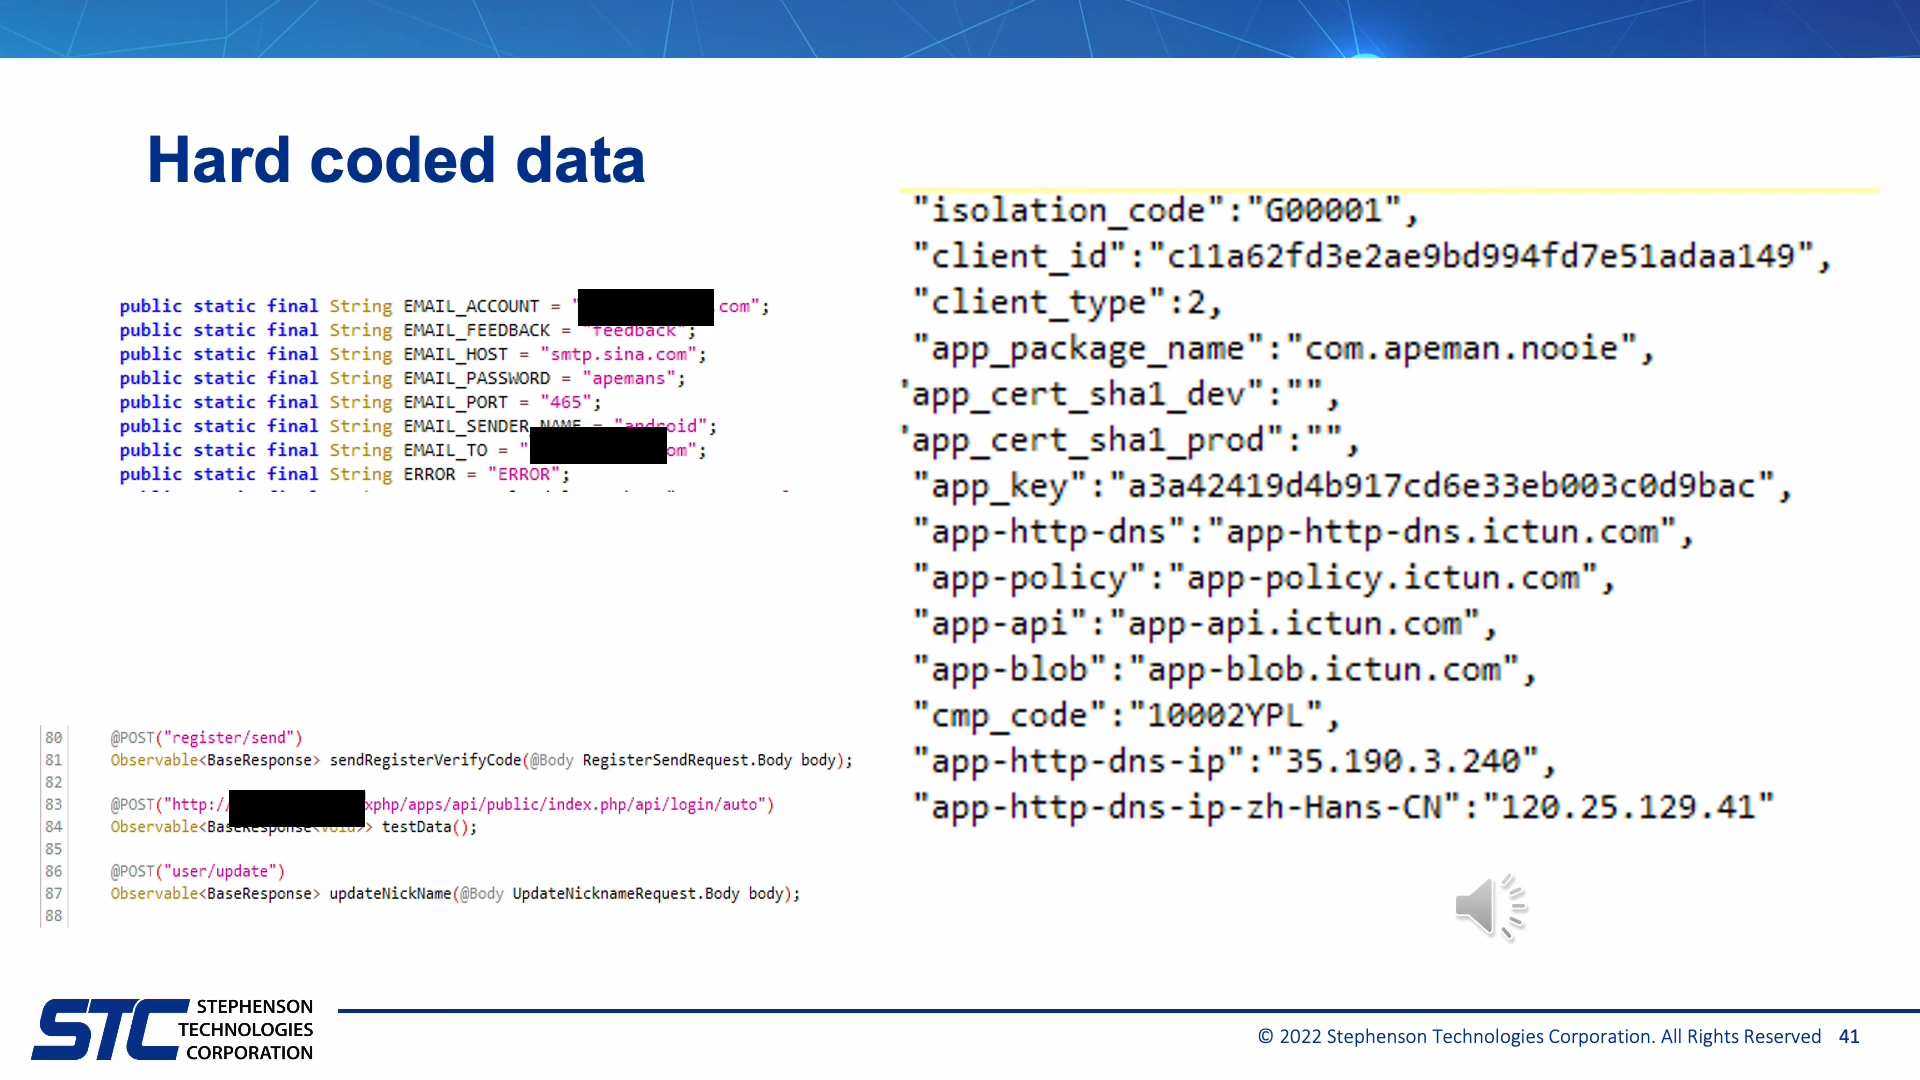 Hard coded data
public static final String EMAIL_ACCOUNT = " .com";
public static final String EMAIL_FEEDBACK = "feedback";
public static final String EMAIL_HOST = "smtp.sina.com";
public static final String EMAIL_PASSWORD = "apemans";
public static final String EMAIL_PORT = "465";
public static final String EMAIL_SENDER_NAME = "android";
public static final String EMAIL_TO = " om";
public static final String ERROR = "ERROR";
80 @POST("register/send")
81 Observable<BaseResponse> sendRegisterVerifyCode(@Body RegisterSendRequest.Body body);
82
83 @POST("http:/ xphp/apps/api/public/index.php/api/login/auto")
84 Observable<BaseResponse<Void>> testData();
85
86 @POST("user/update")
87 Observable<BaseResponse> updateNickName(@Body UpdateNicknameRequest.Body body);
88
"isolation_code":"G00001",
"client_id":"c11a62fd3e2ae9bd994fd7e51adaa149",
"client_type":2,
"app_package_name":"com.apeman.nooie",
'app_cert_sha1_dev":"",
'app_cert_sha1_prod":"",
"app_key":"a3a42419d4b917cd6e33eb003c0d9bac",
"app-http-dns":"app-http-dns.ictun.com",
"app-policy":"app-policy.ictun.com",
"app-api":"app-api.ictun.com",
"app-blob":"app-blob.ictun.com",
"cmp_code":"10002YPL",
"app-http-dns-ip":"35.190.3.240",
"app-http-dns-ip-zh-Hans-CN":"120.25.129.41"
STC STEPHENSON
TECHNOLOGIES
CORPORATION
© 2022 Stephenson Technologies Corporation. All Rights Reserved 41